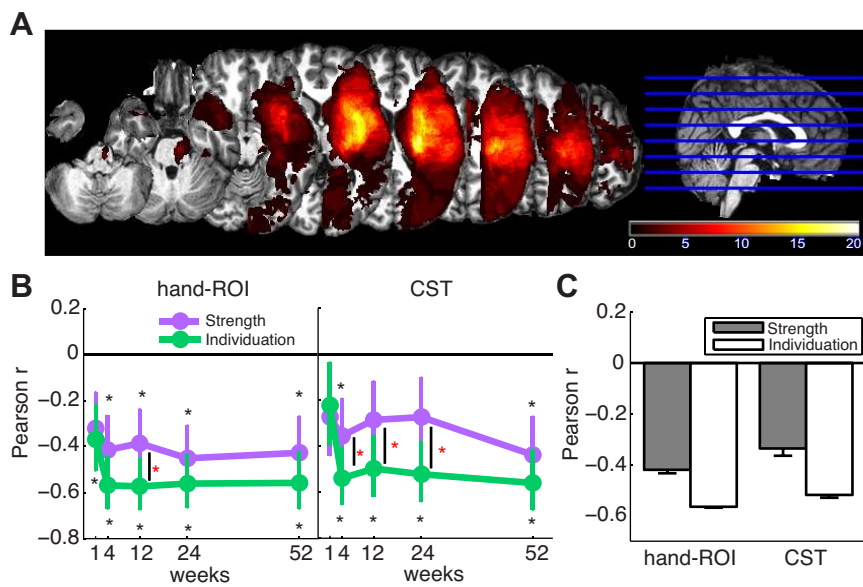 A
0 5 10 15 20
B
hand-ROI CST
0.2
Strength
Individuation
0
Pearson r
−0.2
−0.4
−0.6
−0.8
* * * *
*
* * * *
*
* *
* * * *
* * *
1 4 12 24 52
weeks
1 4 12 24 52
weeks
C
0.2
Strength
Individuation
0
Pearson r
−0.2
−0.4
−0.6
hand-ROI CST